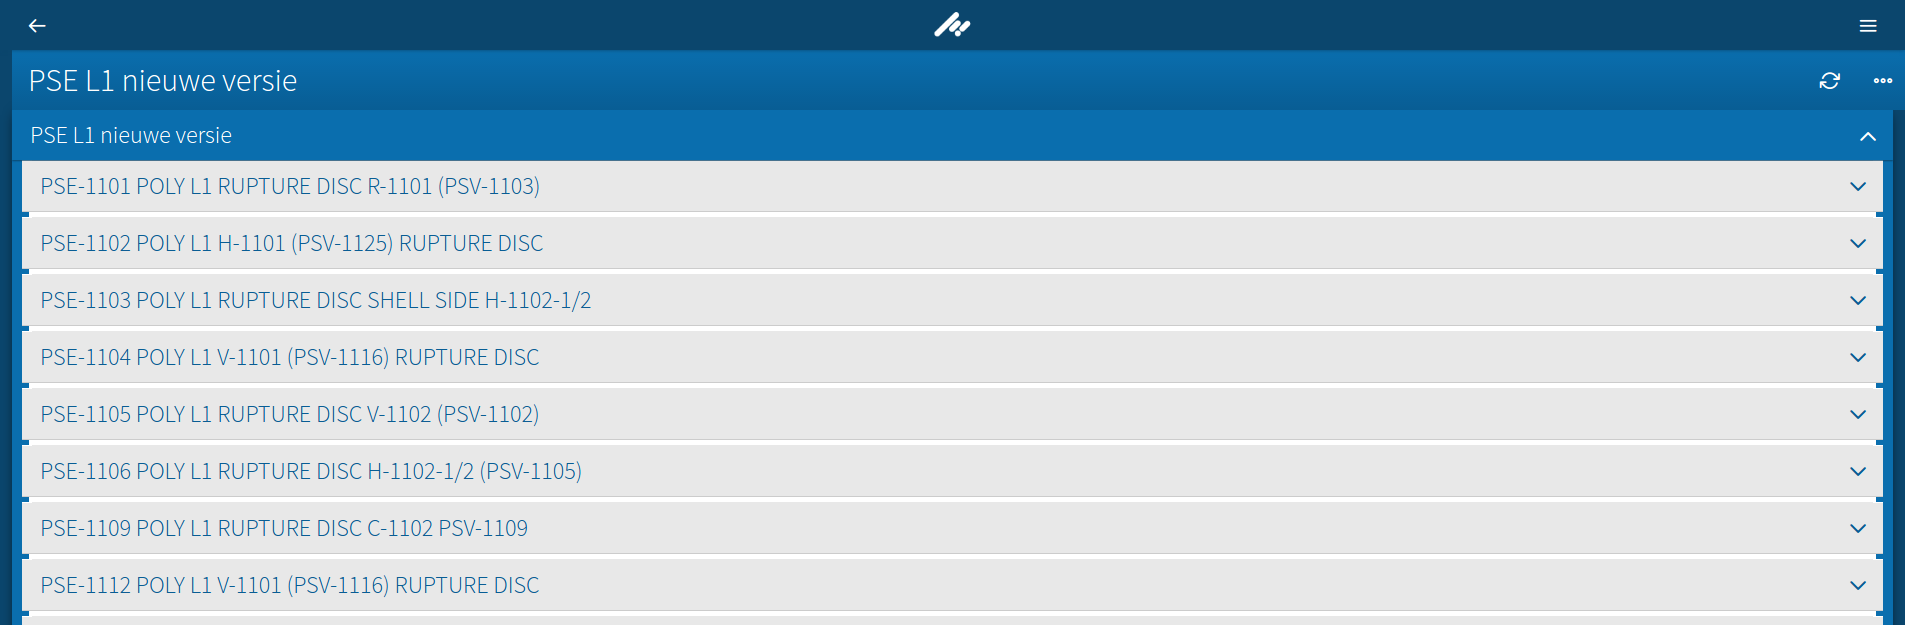 PSE L1 nieuwe versie
PSE L1 nieuwe versie
PSE-1101 POLY L1 RUPTURE DISC R-1101 (PSV-1103)
PSE-1102 POLY L1 H-1101 (PSV-1125) RUPTURE DISC
PSE-1103 POLY L1 RUPTURE DISC SHELL SIDE H-1102-1/2
PSE-1104 POLY L1 V-1101 (PSV-1116) RUPTURE DISC
PSE-1105 POLY L1 RUPTURE DISC V-1102 (PSV-1102)
PSE-1106 POLY L1 RUPTURE DISC H-1102-1/2 (PSV-1105)
PSE-1109 POLY L1 RUPTURE DISC C-1102 PSV-1109
PSE-1112 POLY L1 V-1101 (PSV-1116) RUPTURE DISC